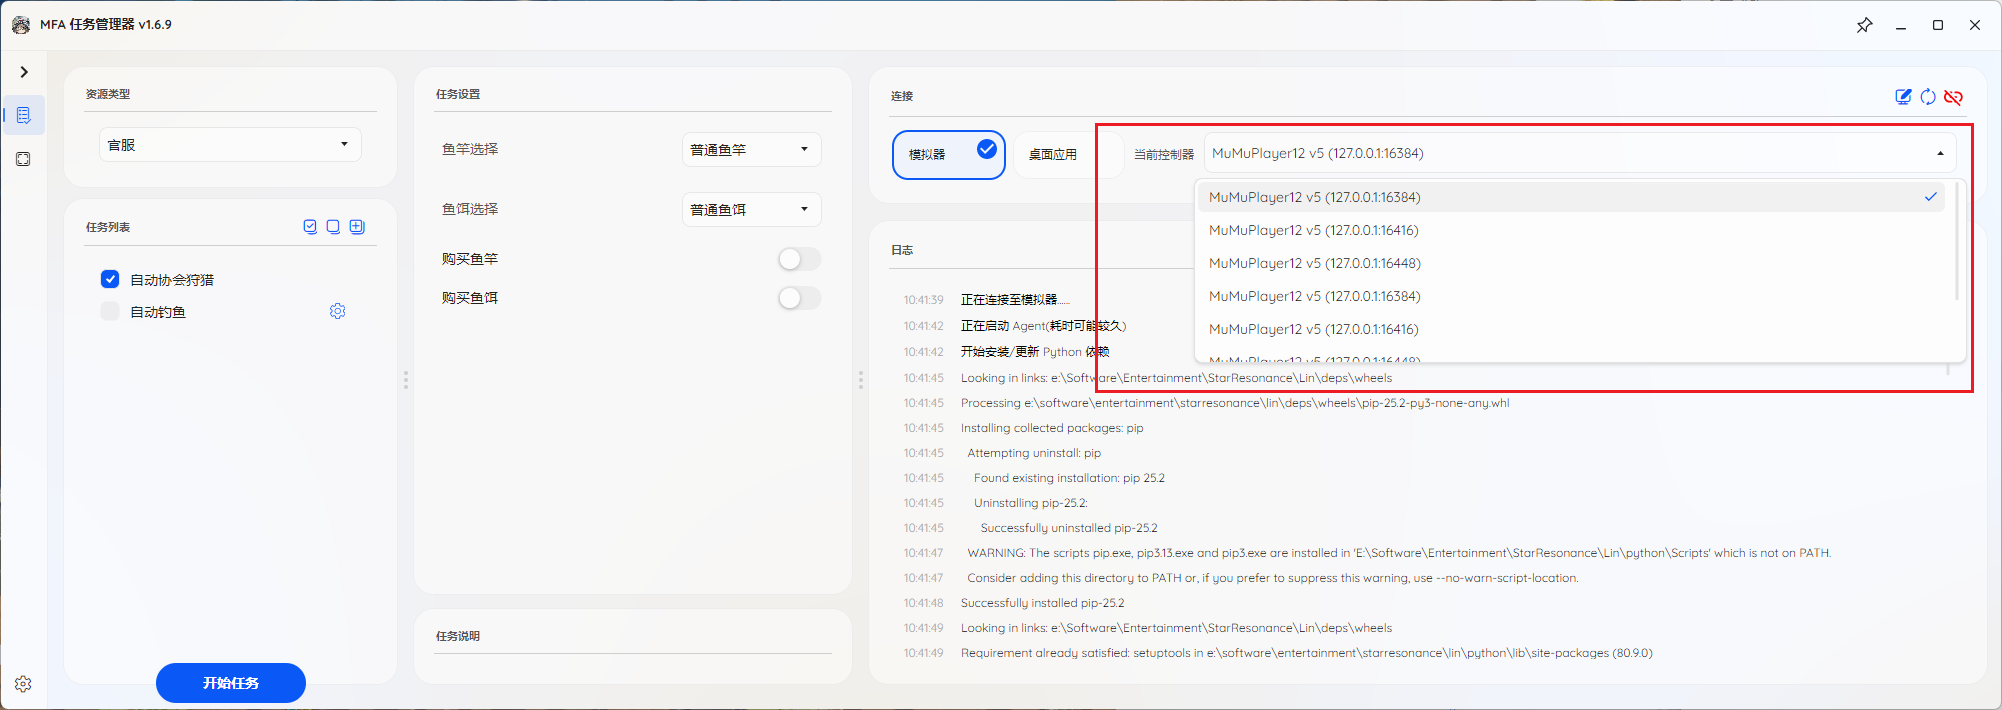 MFA 任务管理器 v1.6.9
资源类型
官服
任务列表
自动协会狩猎
自动钓鱼
开始任务
任务设置
鱼竿选择
普通鱼竿
鱼饵选择
普通鱼饵
购买鱼竿
购买鱼饵
任务说明
连接
模拟器
桌面应用
当前控制器
MuMuPlayer12 v5 (127.0.0.1:16384)
MuMuPlayer12 v5 (127.0.0.1:16384)
MuMuPlayer12 v5 (127.0.0.1:16416)
MuMuPlayer12 v5 (127.0.0.1:16448)
MuMuPlayer12 v5 (127.0.0.1:16384)
MuMuPlayer12 v5 (127.0.0.1:16416)
MuMuPlayer12 v5 (127.0.0.1:16448)
日志
10:41:39 正在连接至模拟器......
10:41:42 正在启动 Agent(耗时可能较久)
10:41:42 开始安装/更新 Python 依赖
10:41:45 Looking in links: e:\Software\Entertainment\StarResonance\Lin\deps\wheels
10:41:45 Processing e:\software\entertainment\starresonance\lin\deps\wheels\pip-25.2-py3-none-any.whl
10:41:45 Installing collected packages: pip
10:41:45 Attempting uninstall: pip
10:41:45 Found existing installation: pip 25.2
10:41:45 Uninstalling pip-25.2:
10:41:45 Successfully uninstalled pip-25.2
10:41:47 WARNING: The scripts pip.exe, pip3.13.exe and pip3.exe are installed in 'E:\Software\Entertainment\StarResonance\Lin\python\Scripts' which is not on PATH.
10:41:47 Consider adding this directory to PATH or, if you prefer to suppress this warning, use --no-warn-script-location.
10:41:48 Successfully installed pip-25.2
10:41:49 Looking in links: e:\Software\Entertainment\StarResonance\Lin\deps\wheels
10:41:49 Requirement already satisfied: setuptools in e:\software\entertainment\starresonance\lin\python\lib\site-packages (80.9.0)